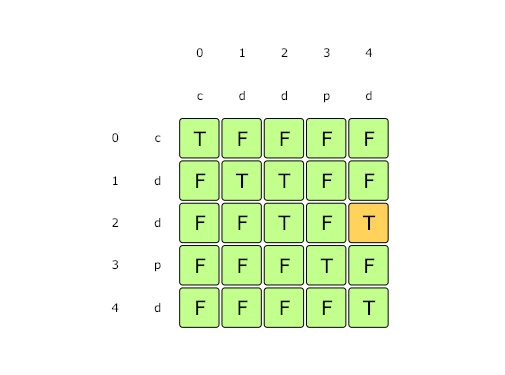 0 1 2 3 4
c d d p d
0 c T F F F F
1 d F T T F F
2 d F F T F T
3 p F F F T F
4 d F F F F T